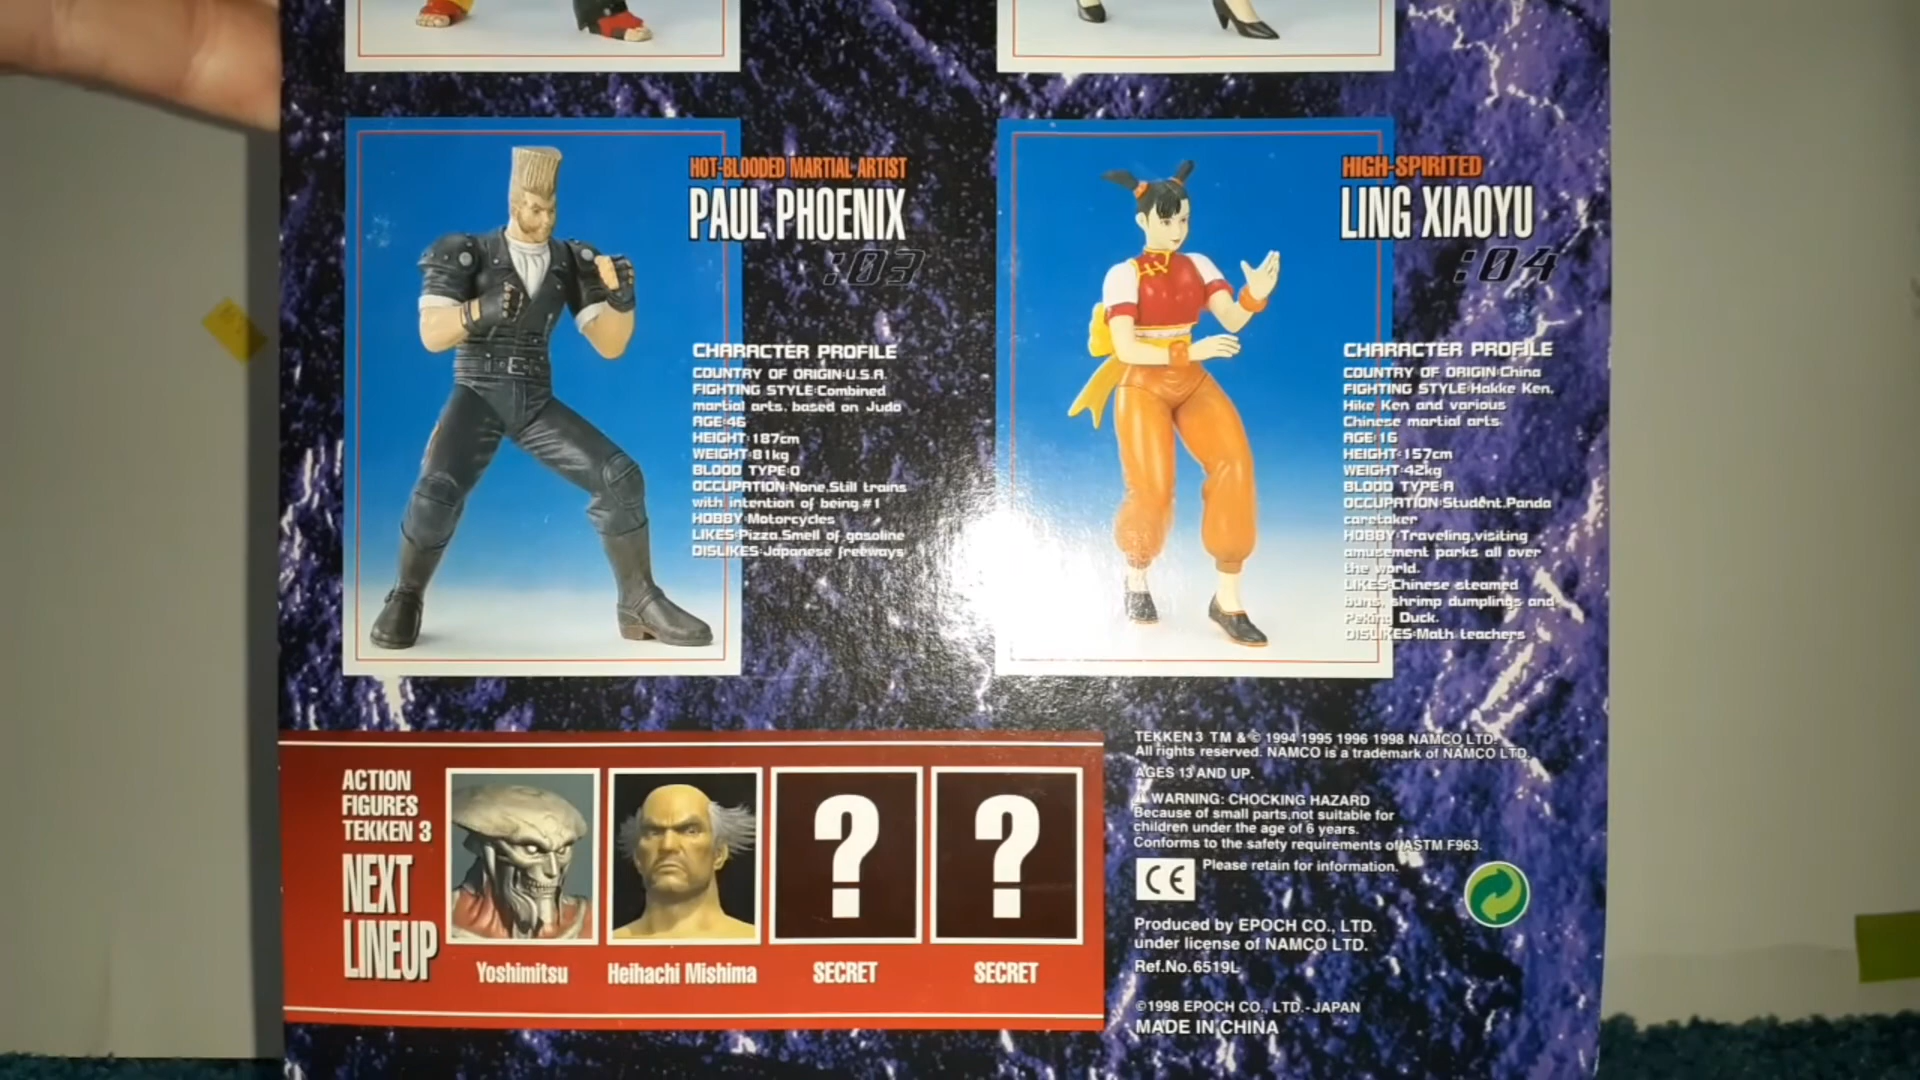 HOT-BLOODED MARTIAL ARTIST
PAUL PHOENIX
:03
CHARACTER PROFILE
COUNTRY OF ORIGIN:U.S.A.
FIGHTING STYLE:Combined
martial arts, based on Judo
AGE:46
HEIGHT:187cm
WEIGHT:81kg
BLOOD TYPE:O
OCCUPATION:None.Still trains
with intention of being #1
HOBBY:Motorcycles
LIKES:Pizza.Smell of gasoline
DISLIKES:Japanese freeways
HIGH-SPIRITED
LING XIAOYU
:04
CHARACTER PROFILE
COUNTRY OF ORIGIN:China
FIGHTING STYLE:Hakke Ken,
Hike Ken and various
Chinese martial arts.
AGE:16
HEIGHT:157cm
WEIGHT:42kg
BLOOD TYPE:A
OCCUPATION:Student.Panda
caretaker
HOBBY:Traveling,visiting
amusement parks all over
the world.
LIKES:Chinese steamed
buns, shrimp dumplings and
Peking Duck.
DISLIKES:Math teachers
ACTION
FIGURES
TEKKEN 3
NEXT
LINEUP
?
?
Yoshimitsu
Heihachi Mishima
SECRET
SECRET
TEKKEN 3 TM & © 1994 1995 1996 1998 NAMCO LTD.
All rights reserved. NAMCO is a trademark of NAMCO LTD.
AGES 13 AND UP.
WARNING: CHOCKING HAZARD
Because of small parts,not suitable for
children under the age of 6 years.
Conforms to the safety requirements of ASTM F963.
CE
Please retain for information.
Produced by EPOCH CO., LTD.
under license of NAMCO LTD.
Ref.No.6519L
©1998 EPOCH CO., LTD.-JAPAN
MADE IN CHINA